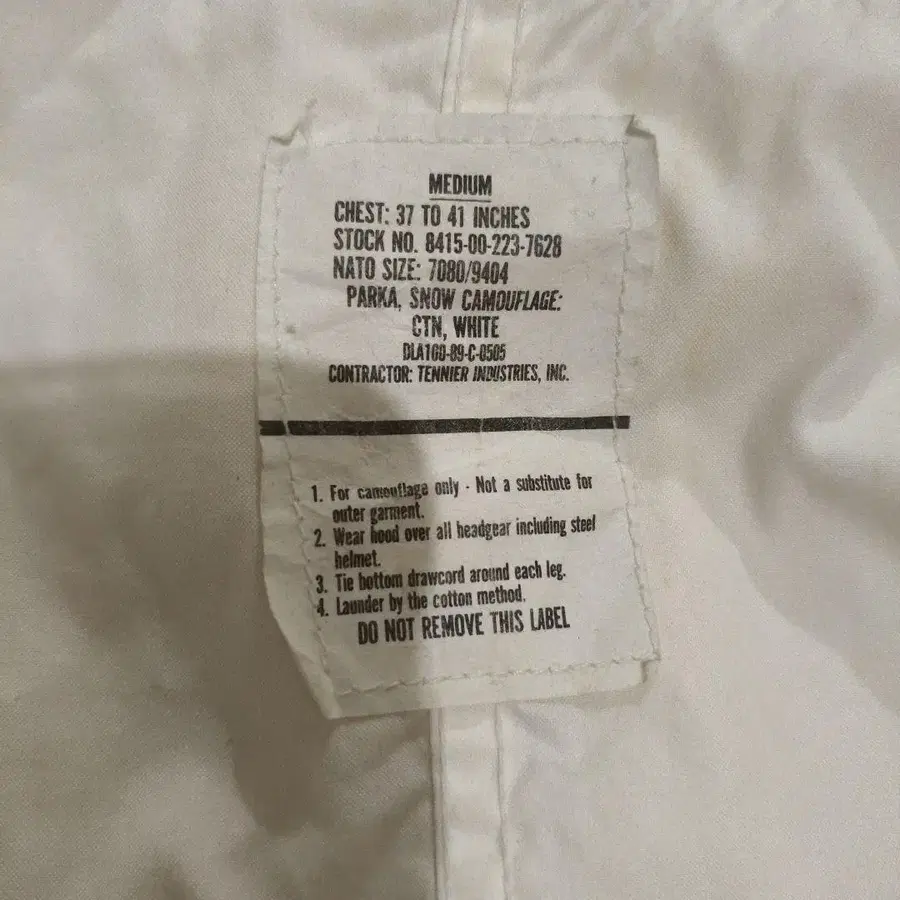 MEDIUM
CHEST: 37 TO 41 INCHES
STOCK NO. 8415-00-223-7628
NATO SIZE: 7080/9404
PARKA, SNOW CAMOUFLAGE:
CTN, WHITE
DLA100-89-C-0505
CONTRACTOR: TENNIER INDUSTRIES, INC.
1. For camouflage only - Not a substitute for
outer garment.
2. Wear hood over all headgear including steel
helmet.
3. Tie bottom drawcord around each leg.
4. Launder by the cotton method.
DO NOT REMOVE THIS LABEL